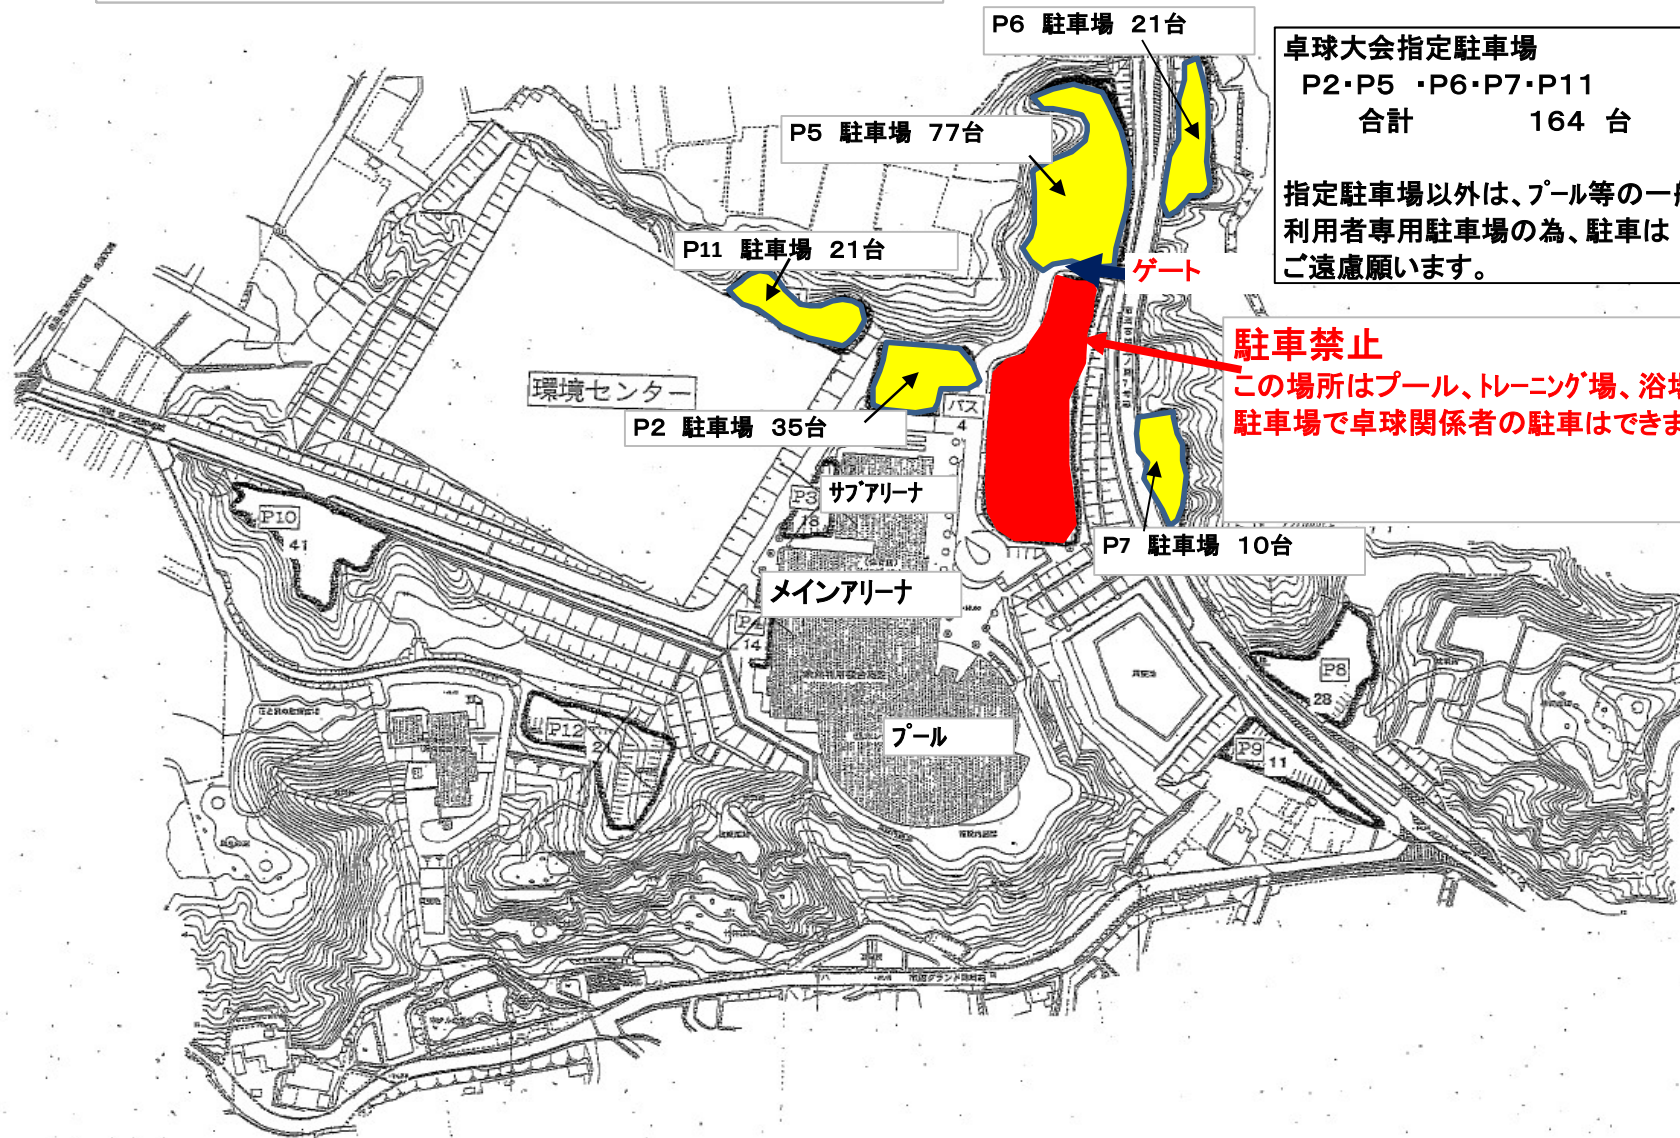 P6 駐車場 21台
卓球大会指定駐車場
P2・P5 ・P6・P7・P11
合計 164 台
指定駐車場以外は、プール等の一
利用者専用駐車場の為、駐車は
ご遠慮願います。
P5 駐車場 77台
P11 駐車場 21台
ゲート
駐車禁止
この場所はプール、トレーニング場、浴
駐車場で卓球関係者の駐車はできま
環境センター
P2 駐車場 35台
バス
4
P3
18
サブアリーナ
P10
41
P7 駐車場 10台
メインアリーナ
P4
14
P8
28
P12
2
プール
P9
11